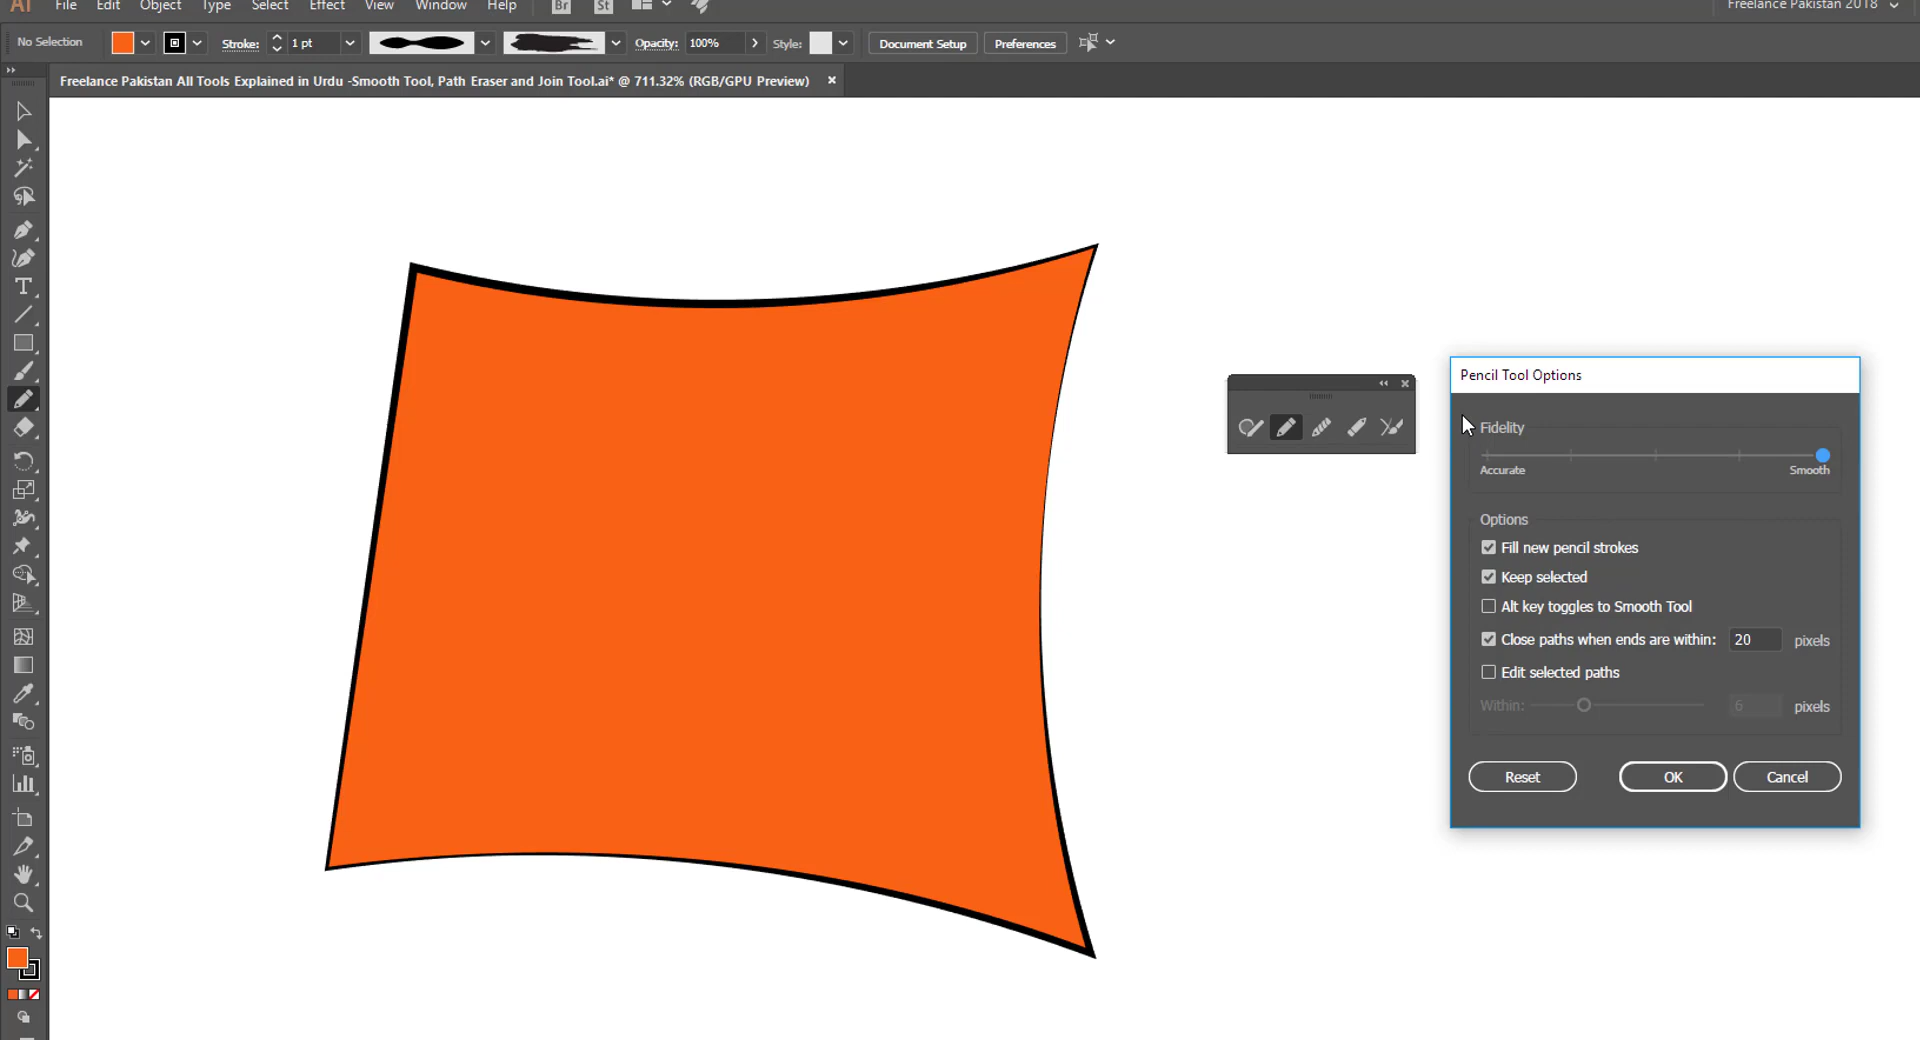 Ai File Edit Object Type Select Effect View Window Help Br St Freelance Pakistan 2018
No Selection Stroke: 1 pt Opacity: 100% Style: Document Setup Preferences
Freelance Pakistan All Tools Explained in Urdu -Smooth Tool, Path Eraser and Join Tool.ai* @ 711.32% (RGB/GPU Preview)
Pencil Tool Options
Fidelity
Accurate Smooth
Options
Fill new pencil strokes
Keep selected
Alt key toggles to Smooth Tool
Close paths when ends are within: 20 pixels
Edit selected paths
Within: 6 pixels
Reset OK Cancel